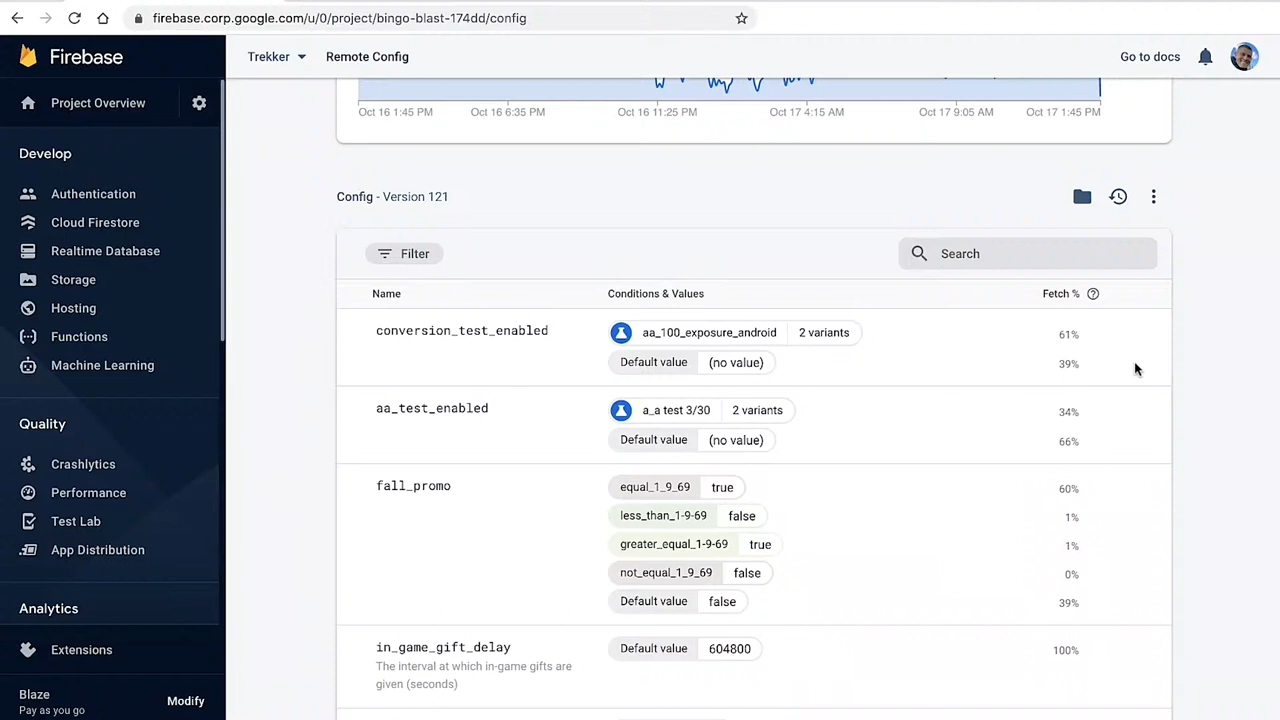 firebase.corp.google.com/u/0/project/bingo-blast-174dd/config
Firebase
Trekker
Remote Config
Go to docs
Project Overview
Oct 16 1:45 PM
Oct 16 6:35 PM
Oct 16 11:25 PM
Oct 17 4:15 AM
Oct 17 9:05 AM
Oct 17 1:45 PM
Develop
Authentication
Cloud Firestore
Realtime Database
Storage
Hosting
Functions
Machine Learning
Quality
Crashlytics
Performance
Test Lab
App Distribution
Analytics
Extensions
Blaze
Pay as you go
Modify
Config - Version 121
Filter
Search
Name
Conditions & Values
Fetch %
conversion_test_enabled
aa_100_exposure_android 2 variants
61%
Default value (no value)
39%
aa_test_enabled
a_a test 3/30 2 variants
34%
Default value (no value)
66%
fall_promo
equal_1_9_69 true
60%
less_than_1-9-69 false
1%
greater_equal_1-9-69 true
1%
not_equal_1_9_69 false
0%
Default value false
39%
in_game_gift_delay
Default value 604800
100%
The interval at which in-game gifts are
given (seconds)